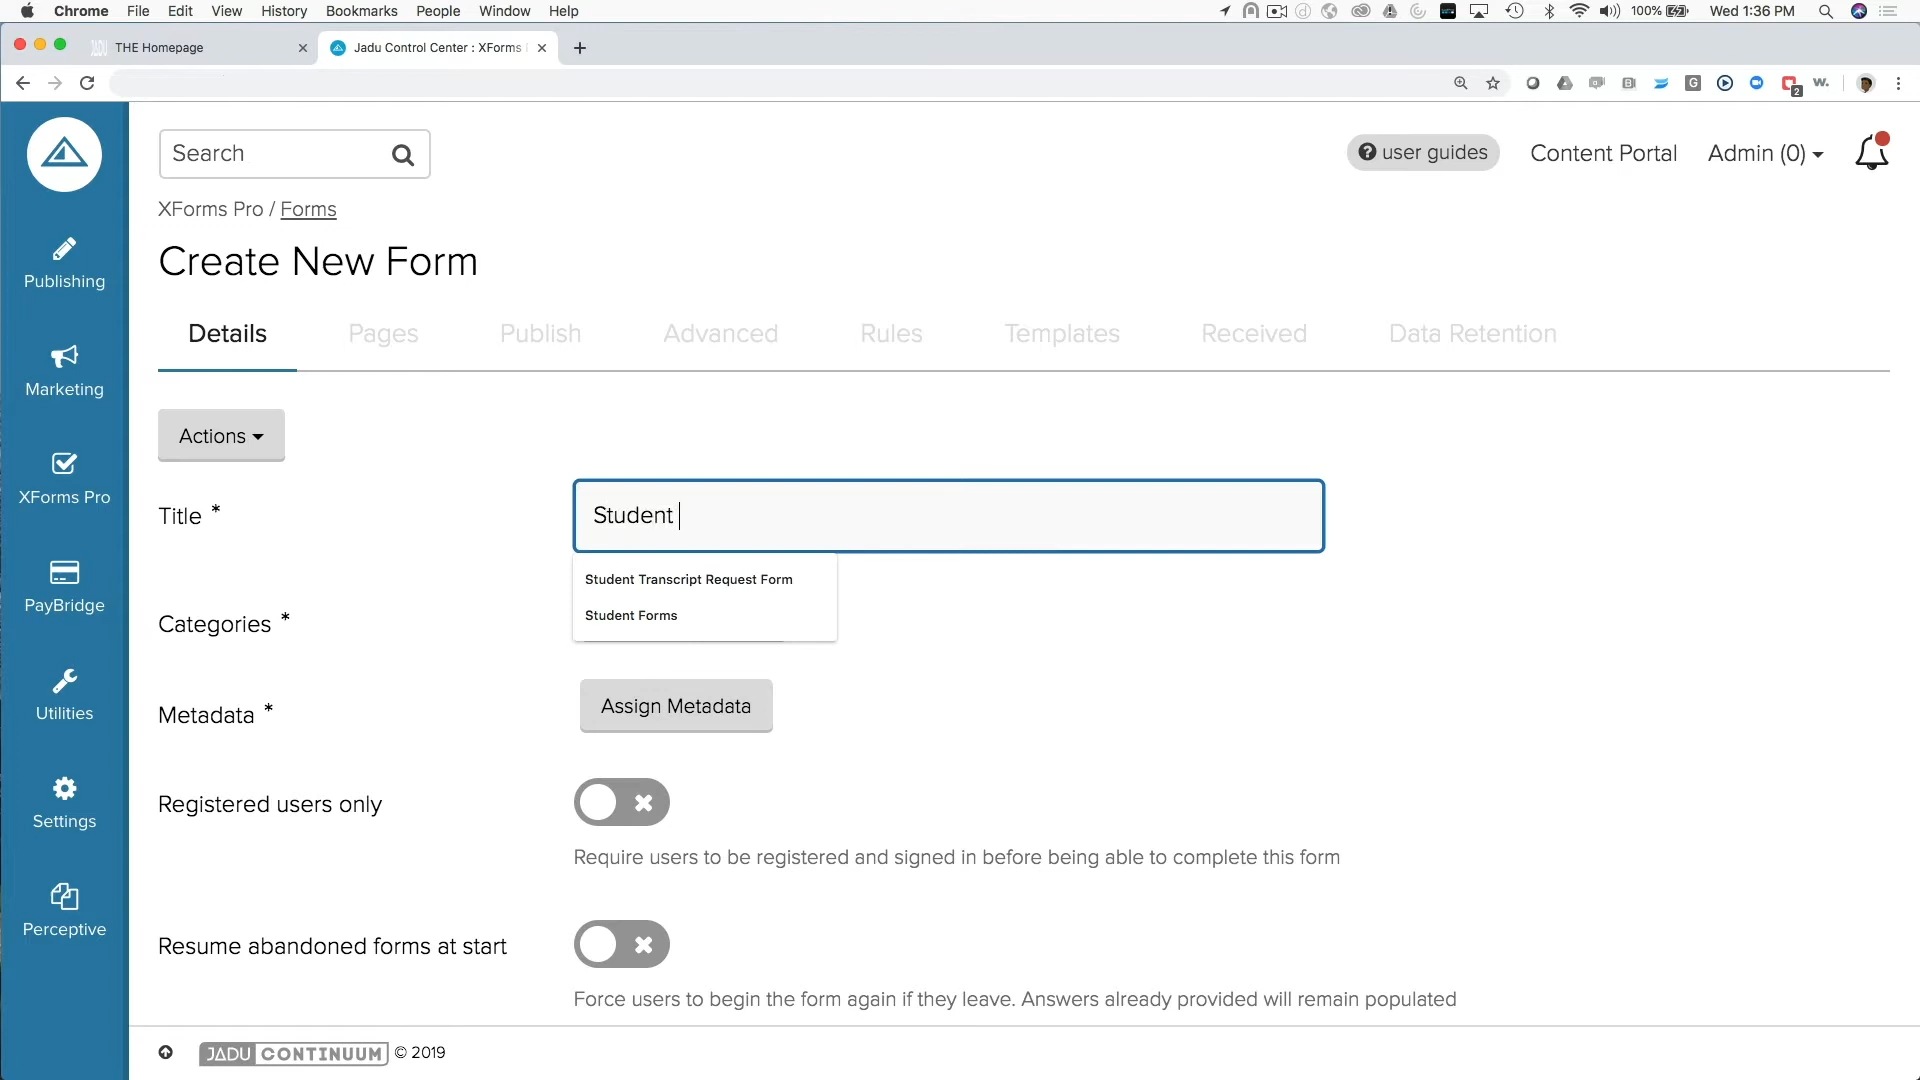 Chrome File Edit View History Bookmarks People Window Help 100% Wed 1:36 PM
THE Homepage
Jadu Control Center : XForms
2
Search
user guides
Content Portal
Admin (0)
XForms Pro / Forms
Create New Form
Details Pages Publish Advanced Rules Templates Received Data Retention
Actions
Title *
Student
Student Transcript Request Form
Student Forms
Categories *
Metadata *
Assign Metadata
Registered users only
Require users to be registered and signed in before being able to complete this form
Resume abandoned forms at start
Force users to begin the form again if they leave. Answers already provided will remain populated
Publishing
Marketing
XForms Pro
PayBridge
Utilities
Settings
Perceptive
JADU CONTINUUM © 2019